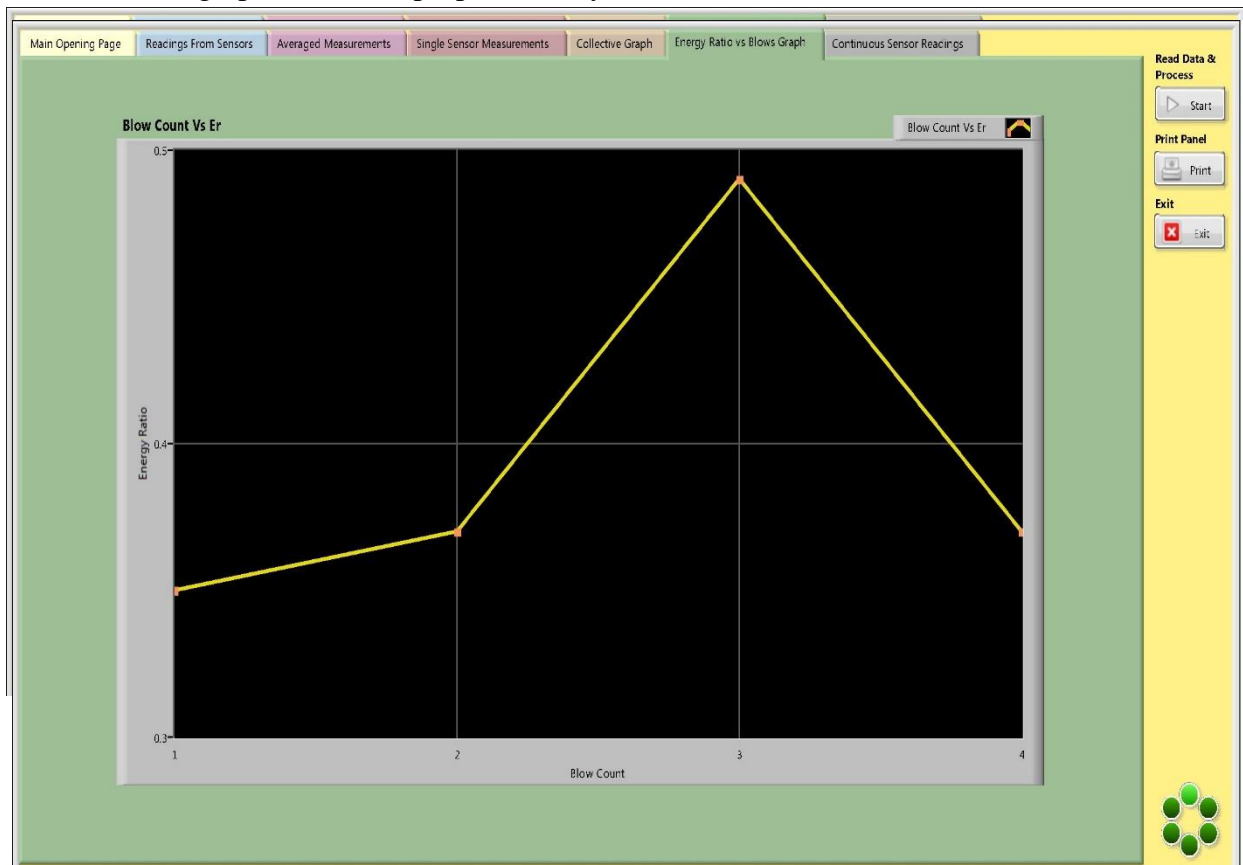 Main Opening Page
Readings From Sensors
Averaged Measurements
Single Sensor Measurements
Collective Graph
Energy Ratio vs Blows Graph
Continuous Sensor Readings
Read Data &
Process
Start
Print Panel
Print
Exit
Exit
Blow Count Vs Er
Blow Count Vs Er
0.5
0.4
0.3
Energy Ratio
1
2
3
4
Blow Count